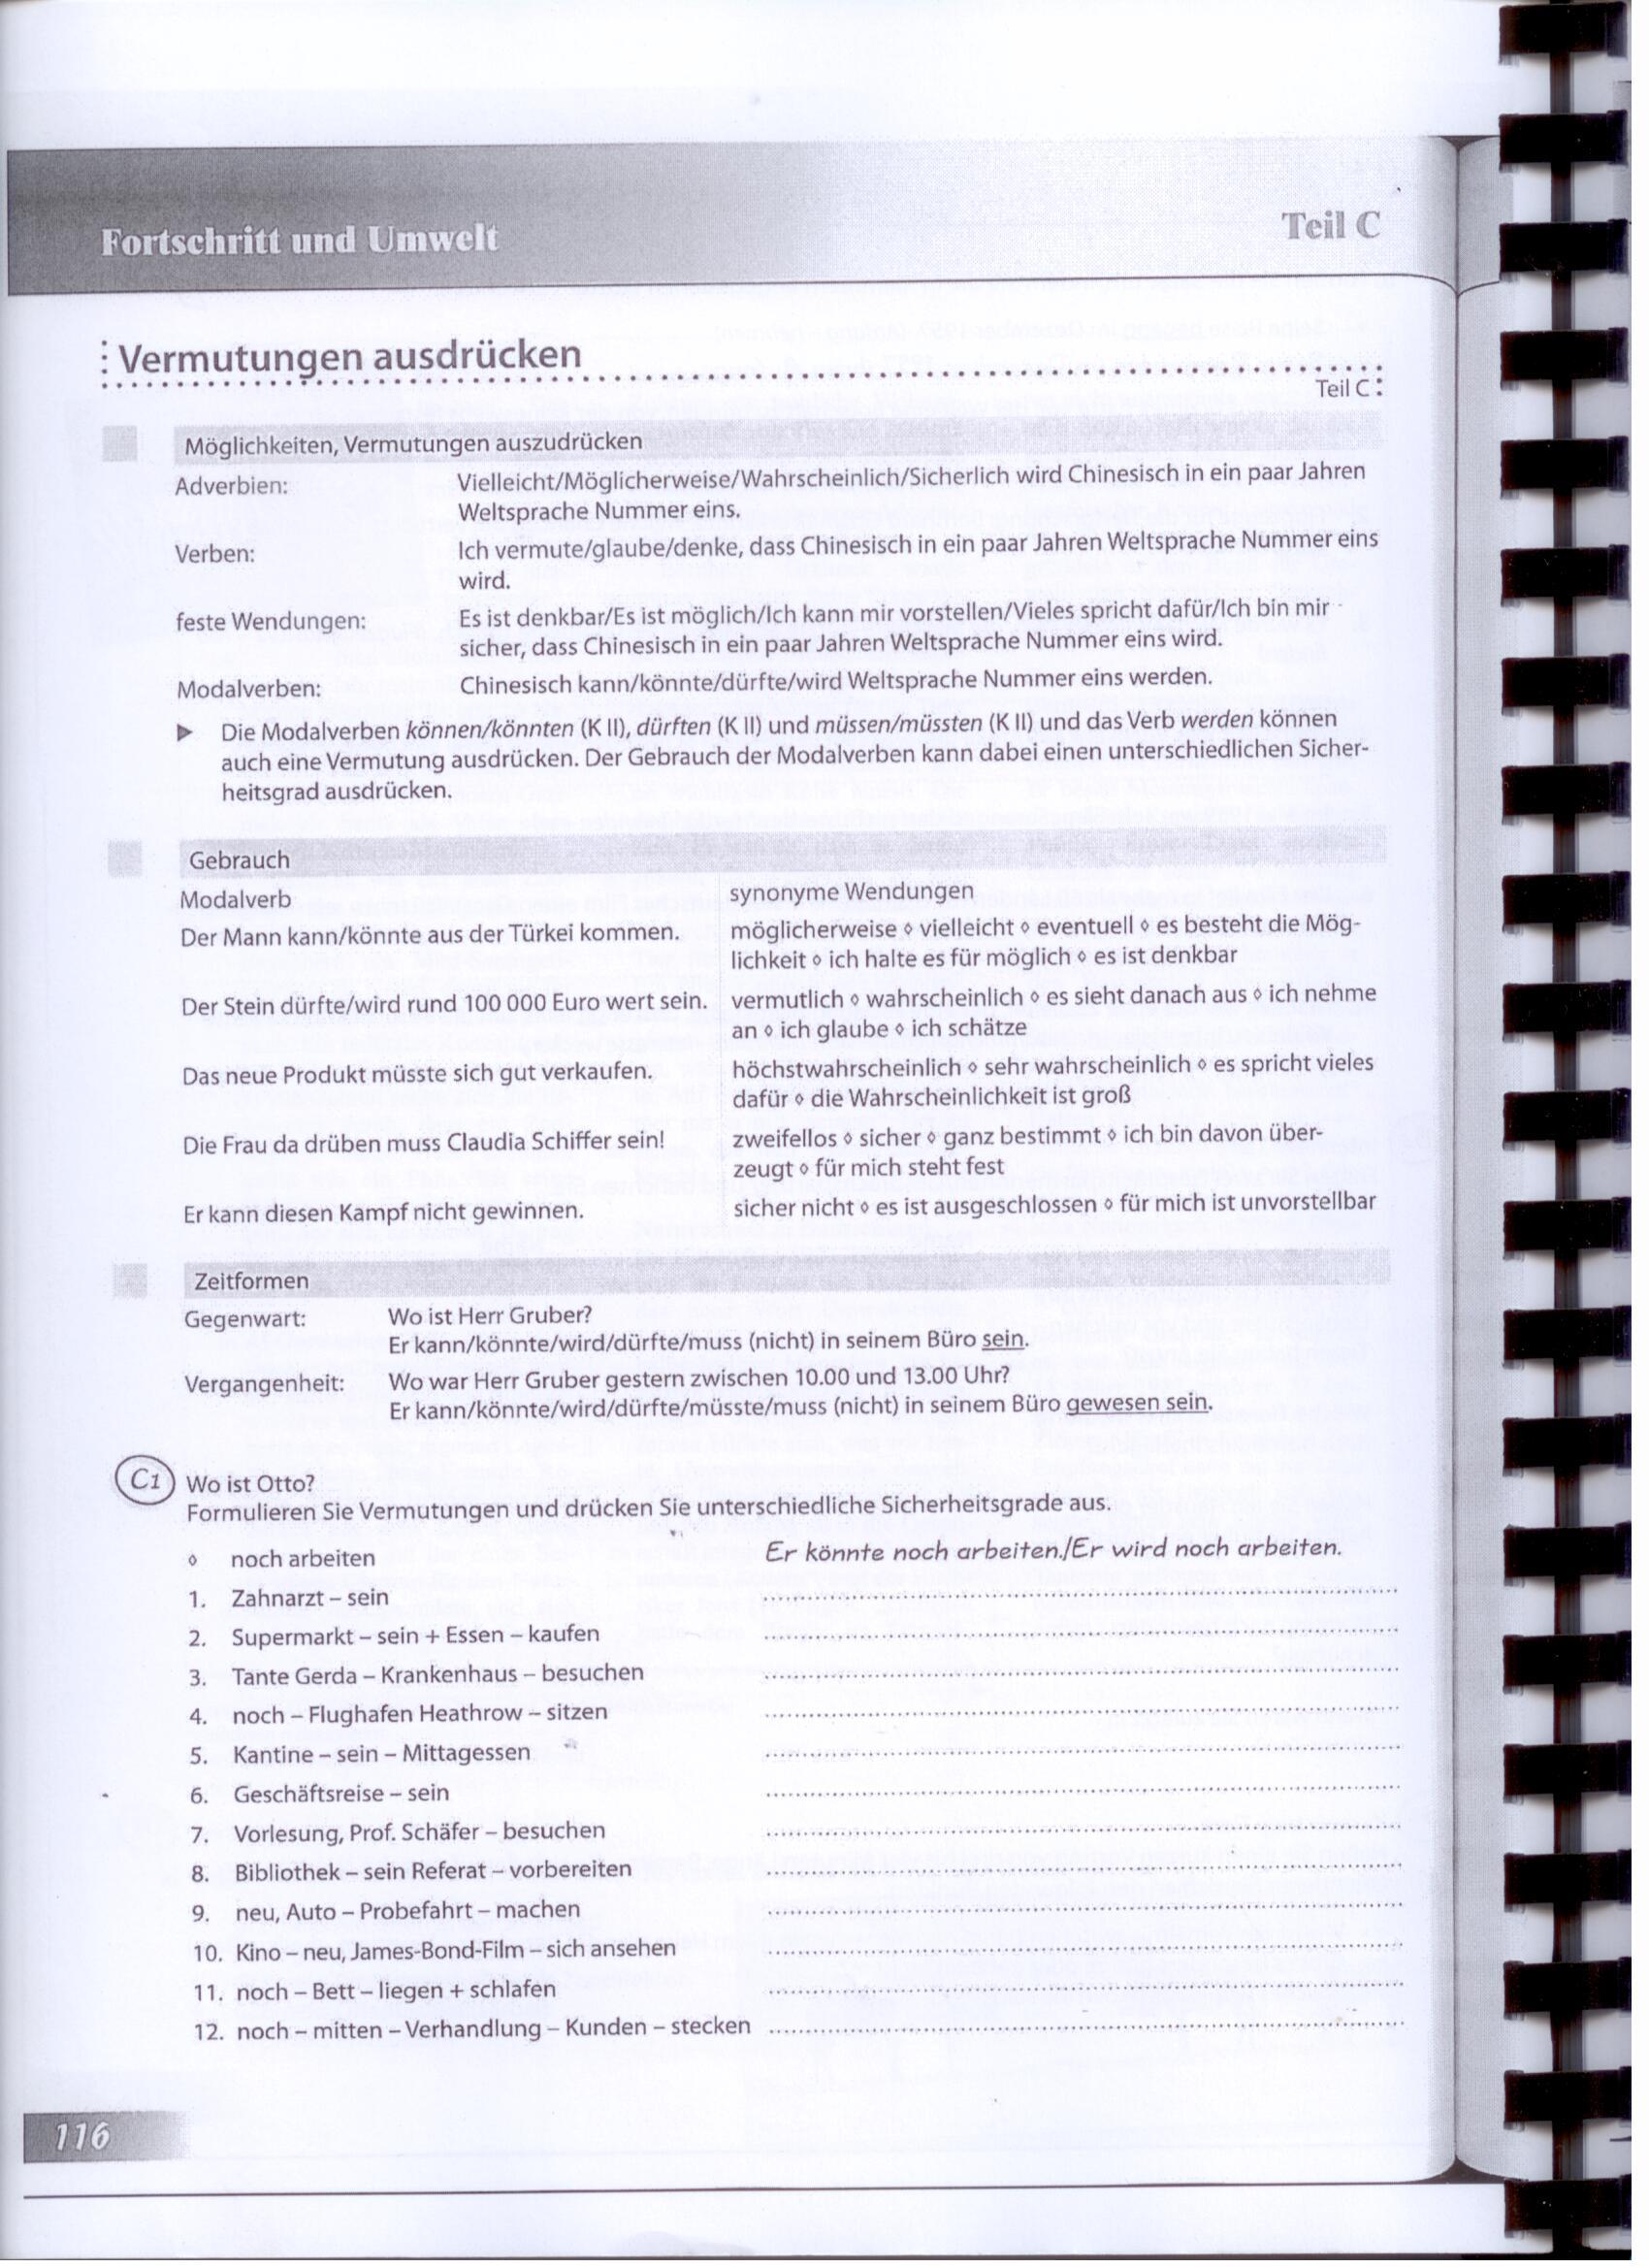 Fortschritt und Umwelt
Teil C
Vermutungen ausdrücken
Teil C
Möglichkeiten, Vermutungen auszudrücken
Adverbien: Vielleicht/Möglicherweise/Wahrscheinlich/Sicherlich wird Chinesisch in ein paar Jahren
Weltsprache Nummer eins.
Verben: Ich vermute/glaube/denke, dass Chinesisch in ein paar Jahren Weltsprache Nummer eins
wird.
feste Wendungen: Es ist denkbar/Es ist möglich/Ich kann mir vorstellen/Vieles spricht dafür/Ich bin mir
sicher, dass Chinesisch in ein paar Jahren Weltsprache Nummer eins wird.
Modalverben: Chinesisch kann/könnte/dürfte/wird Weltsprache Nummer eins werden.
▶ Die Modalverben können/könnten (K II), dürften (K II) und müssen/müssten (K II) und das Verb werden können
auch eine Vermutung ausdrücken. Der Gebrauch der Modalverben kann dabei einen unterschiedlichen Sicher-
heitsgrad ausdrücken.
Gebrauch
Modalverb synonyme Wendungen
Der Mann kann/könnte aus der Türkei kommen. möglicherweise ◊ vielleicht ◊ eventuell ◊ es besteht die Mög-
lichkeit ◊ ich halte es für möglich ◊ es ist denkbar
Der Stein dürfte/wird rund 100 000 Euro wert sein. vermutlich ◊ wahrscheinlich ◊ es sieht danach aus ◊ ich nehme
an ◊ ich glaube ◊ ich schätze
Das neue Produkt müsste sich gut verkaufen. höchstwahrscheinlich ◊ sehr wahrscheinlich ◊ es spricht vieles
dafür ◊ die Wahrscheinlichkeit ist groß
Die Frau da drüben muss Claudia Schiffer sein! zweifellos ◊ sicher ◊ ganz bestimmt ◊ ich bin davon über-
zeugt ◊ für mich steht fest
Er kann diesen Kampf nicht gewinnen. sicher nicht ◊ es ist ausgeschlossen ◊ für mich ist unvorstellbar
Zeitformen
Gegenwart: Wo ist Herr Gruber?
Er kann/könnte/wird/dürfte/muss (nicht) in seinem Büro sein.
Vergangenheit: Wo war Herr Gruber gestern zwischen 10.00 und 13.00 Uhr?
Er kann/könnte/wird/dürfte/müsste/muss (nicht) in seinem Büro gewesen sein.
C1 Wo ist Otto?
Formulieren Sie Vermutungen und drücken Sie unterschiedliche Sicherheitsgrade aus.
◊ noch arbeiten Er könnte noch arbeiten./Er wird noch arbeiten.
1. Zahnarzt – sein
2. Supermarkt – sein + Essen – kaufen
3. Tante Gerda – Krankenhaus – besuchen
4. noch – Flughafen Heathrow – sitzen
5. Kantine – sein – Mittagessen
6. Geschäftsreise – sein
7. Vorlesung, Prof. Schäfer – besuchen
8. Bibliothek – sein Referat – vorbereiten
9. neu, Auto – Probefahrt – machen
10. Kino – neu, James-Bond-Film – sich ansehen
11. noch – Bett – liegen + schlafen
12. noch – mitten – Verhandlung – Kunden – stecken
116